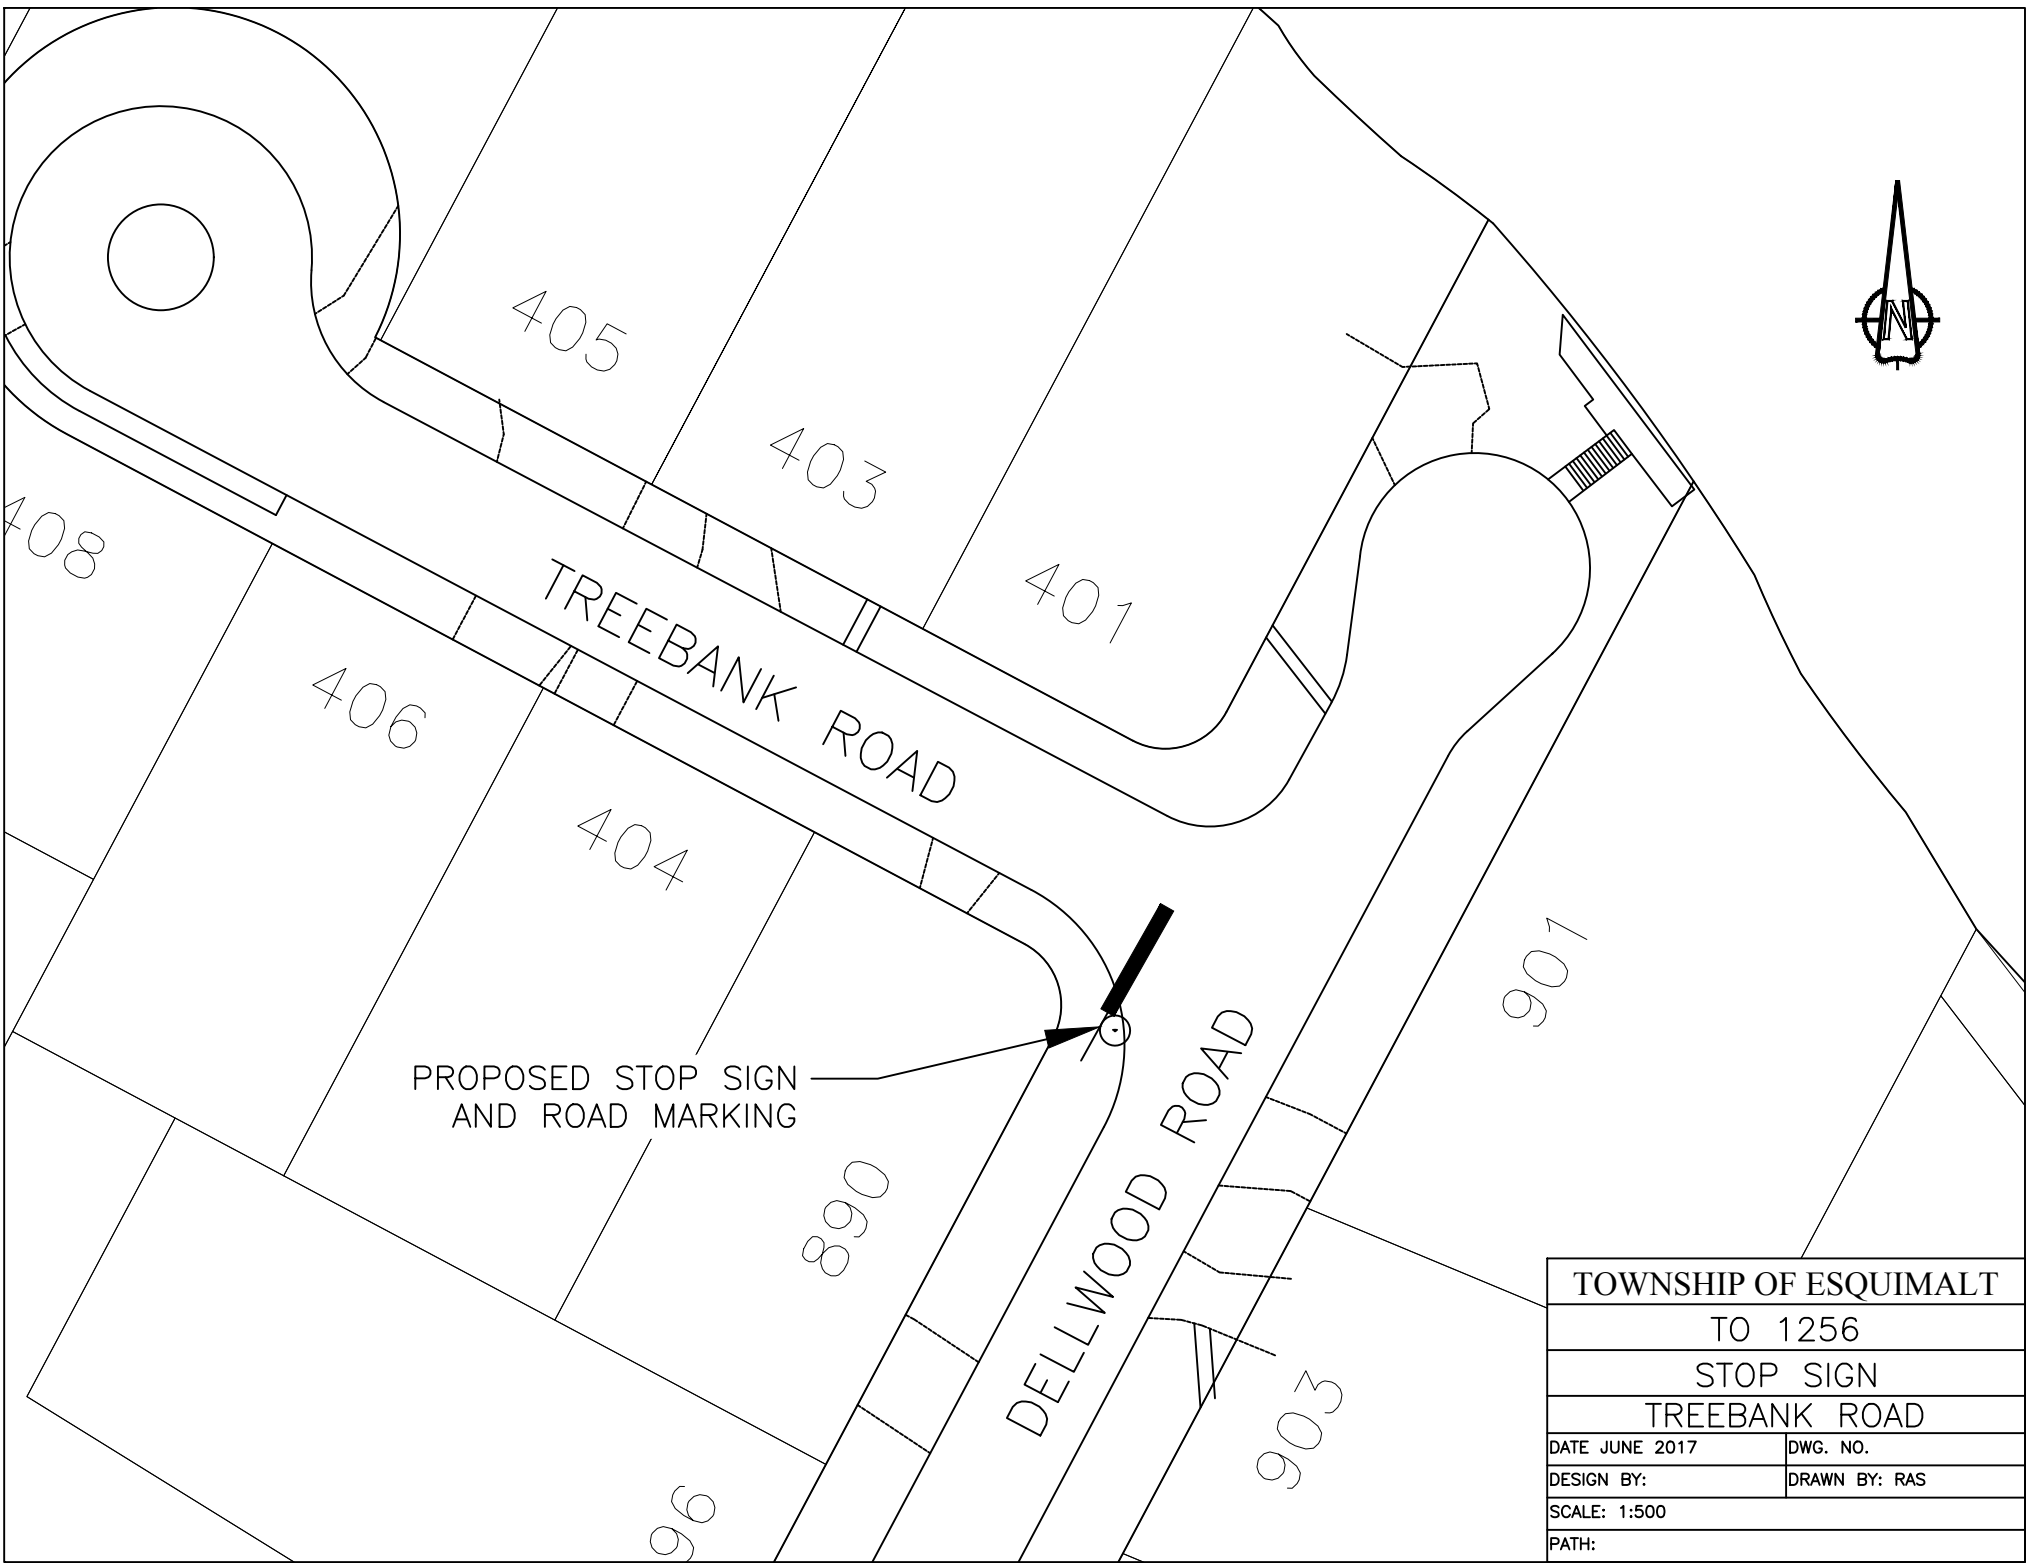 N
405
403
401
408
406
404
TREEBANK ROAD
901
PROPOSED STOP SIGN
AND ROAD MARKING
DELLWOOD ROAD
890
903
96
TOWNSHIP OF ESQUIMALT
TO 1256
STOP SIGN
TREEBANK ROAD
DATE JUNE 2017
DWG. NO.
DESIGN BY:
DRAWN BY: RAS
SCALE: 1:500
PATH: